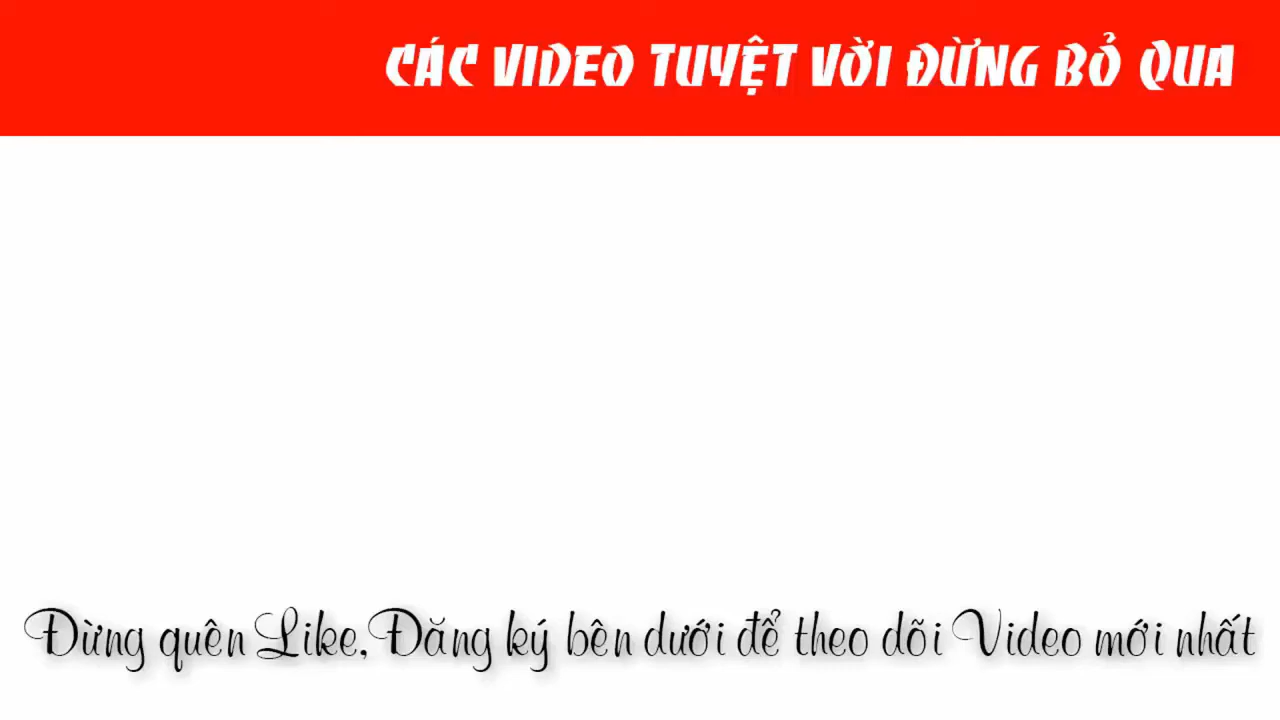 CÁC VIDEO TUYỆT VỜI ĐỪNG BỎ QUA
Đừng quên Like,Đăng ký bên dưới để theo dõi Video mới nhất